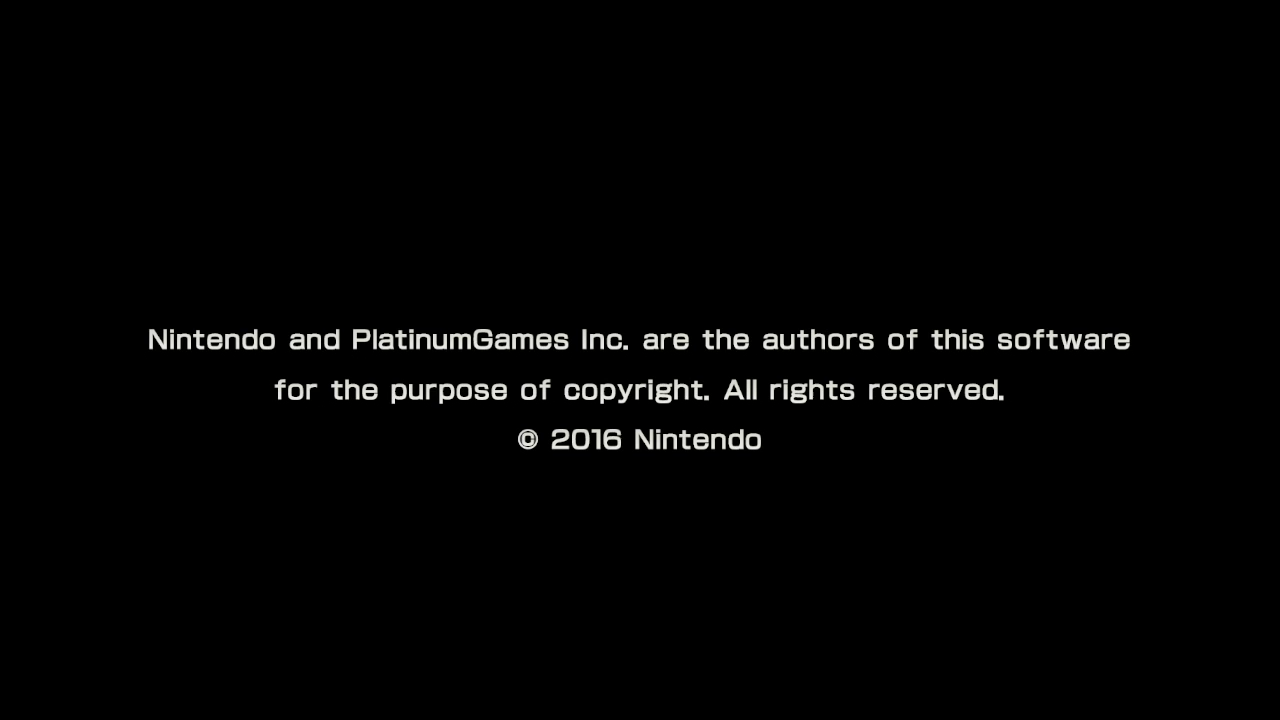 Nintendo and PlatinumGames Inc. are the authors of this software
for the purpose of copyright. All rights reserved.
© 2016 Nintendo